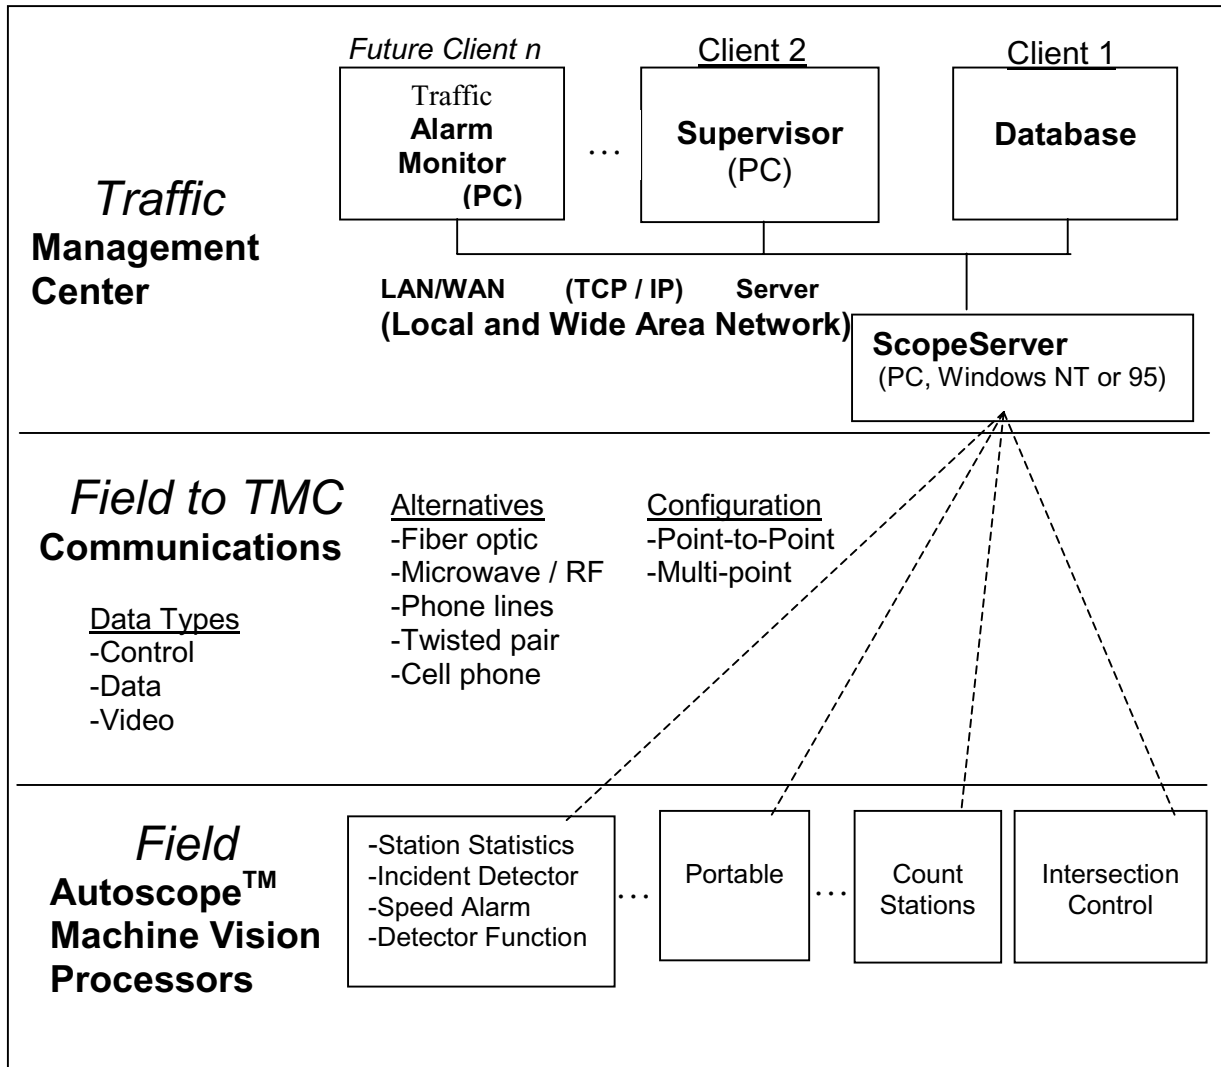 Future Client n
Client 2
Client 1
Traffic
Alarm
Monitor
(PC)
...
Supervisor
(PC)
Database
Traffic
Management
Center
LAN/WAN (TCP / IP) Server
(Local and Wide Area Network)
ScopeServer
(PC, Windows NT or 95)
Field to TMC
Communications
Data Types
-Control
-Data
-Video
Alternatives
-Fiber optic
-Microwave / RF
-Phone lines
-Twisted pair
-Cell phone
Configuration
-Point-to-Point
-Multi-point
Field
Autoscope™
Machine Vision
Processors
-Station Statistics
-Incident Detector
-Speed Alarm
-Detector Function
...
Portable
...
Count
Stations
Intersection
Control